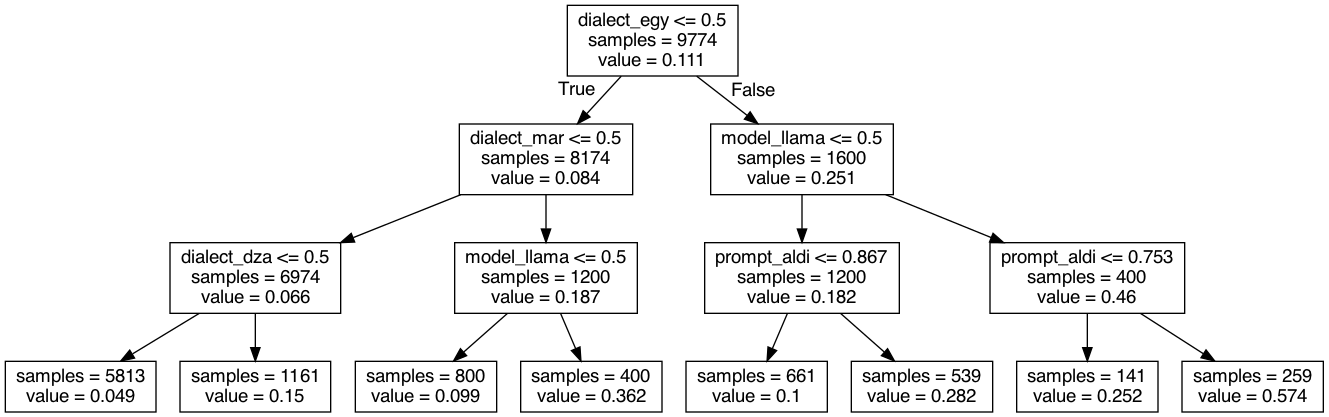 dialect_egy <= 0.5
samples = 9774
value = 0.111
True
False
dialect_mar <= 0.5
samples = 8174
value = 0.084
model_llama <= 0.5
samples = 1600
value = 0.251
dialect_dza <= 0.5
samples = 6974
value = 0.066
model_llama <= 0.5
samples = 1200
value = 0.187
prompt_aldi <= 0.867
samples = 1200
value = 0.182
prompt_aldi <= 0.753
samples = 400
value = 0.46
samples = 5813
value = 0.049
samples = 1161
value = 0.15
samples = 800
value = 0.099
samples = 400
value = 0.362
samples = 661
value = 0.1
samples = 539
value = 0.282
samples = 141
value = 0.252
samples = 259
value = 0.574